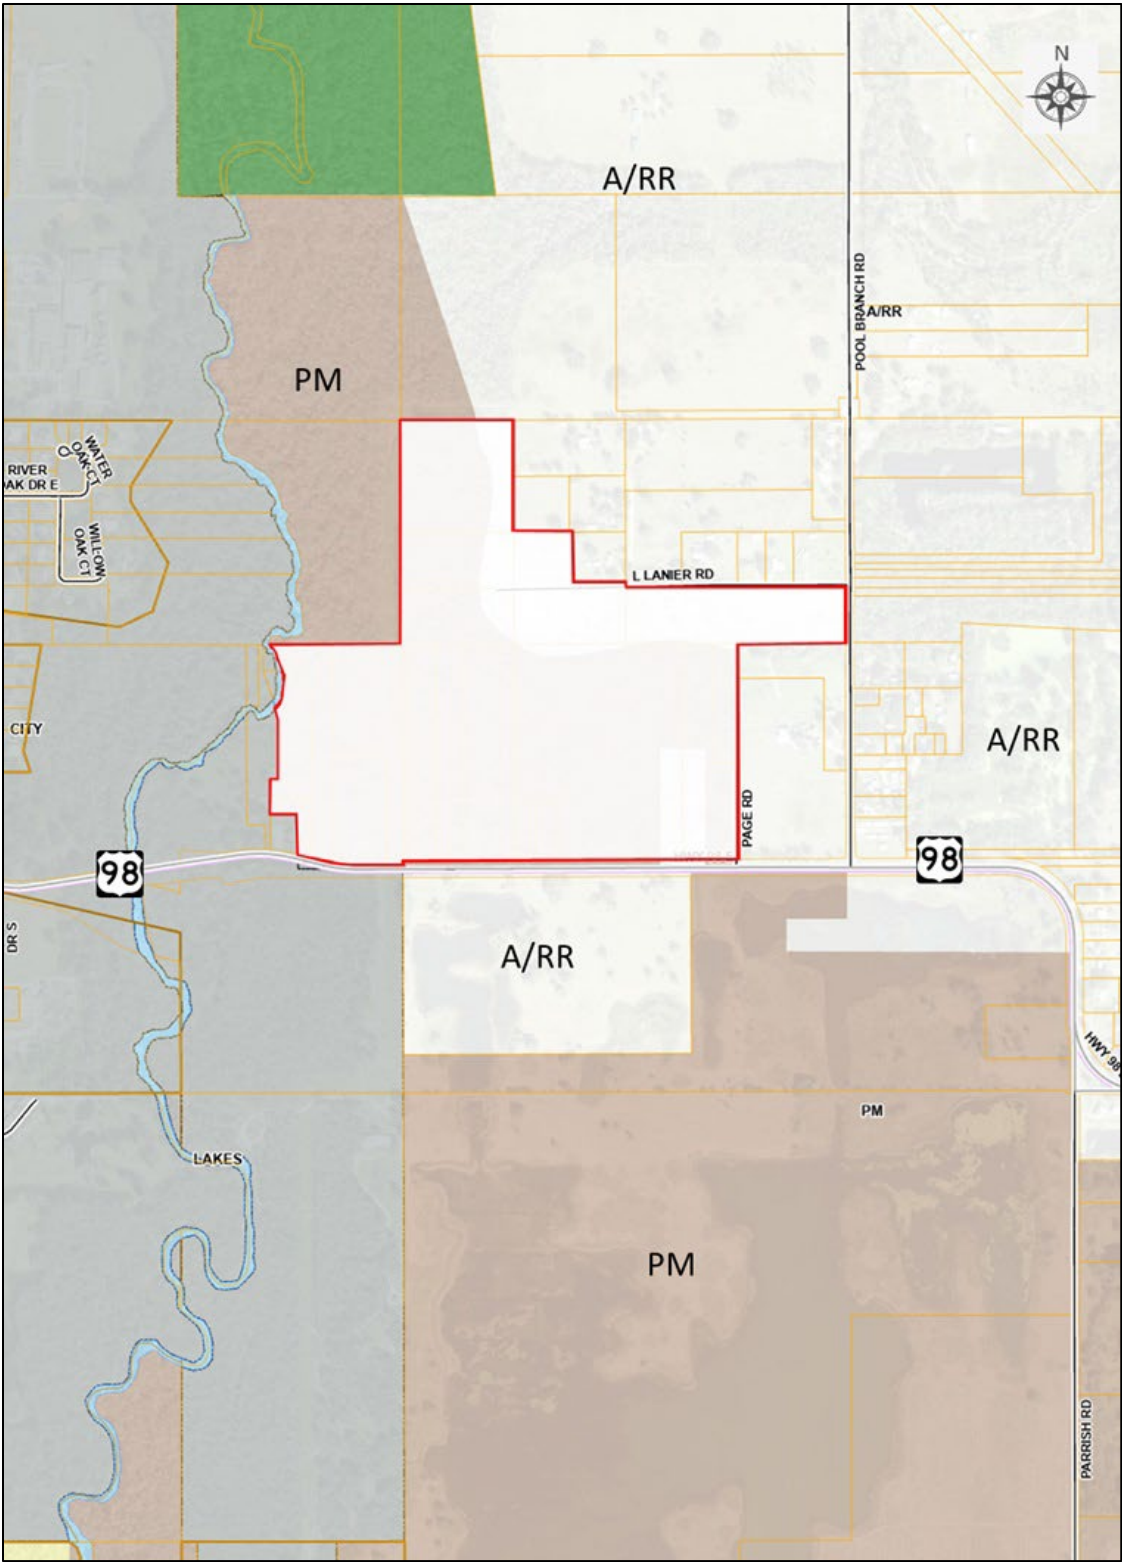 N
A/RR
POOL BRANCH RD
A/RR
PM
WATER
OAK CT
RIVER
OAK DR E
WILLOW
OAK CT
L LANIER RD
CITY
A/RR
PAGE RD
98
98
DR S
A/RR
HWY 98
PM
LAKES
PM
PARRISH RD